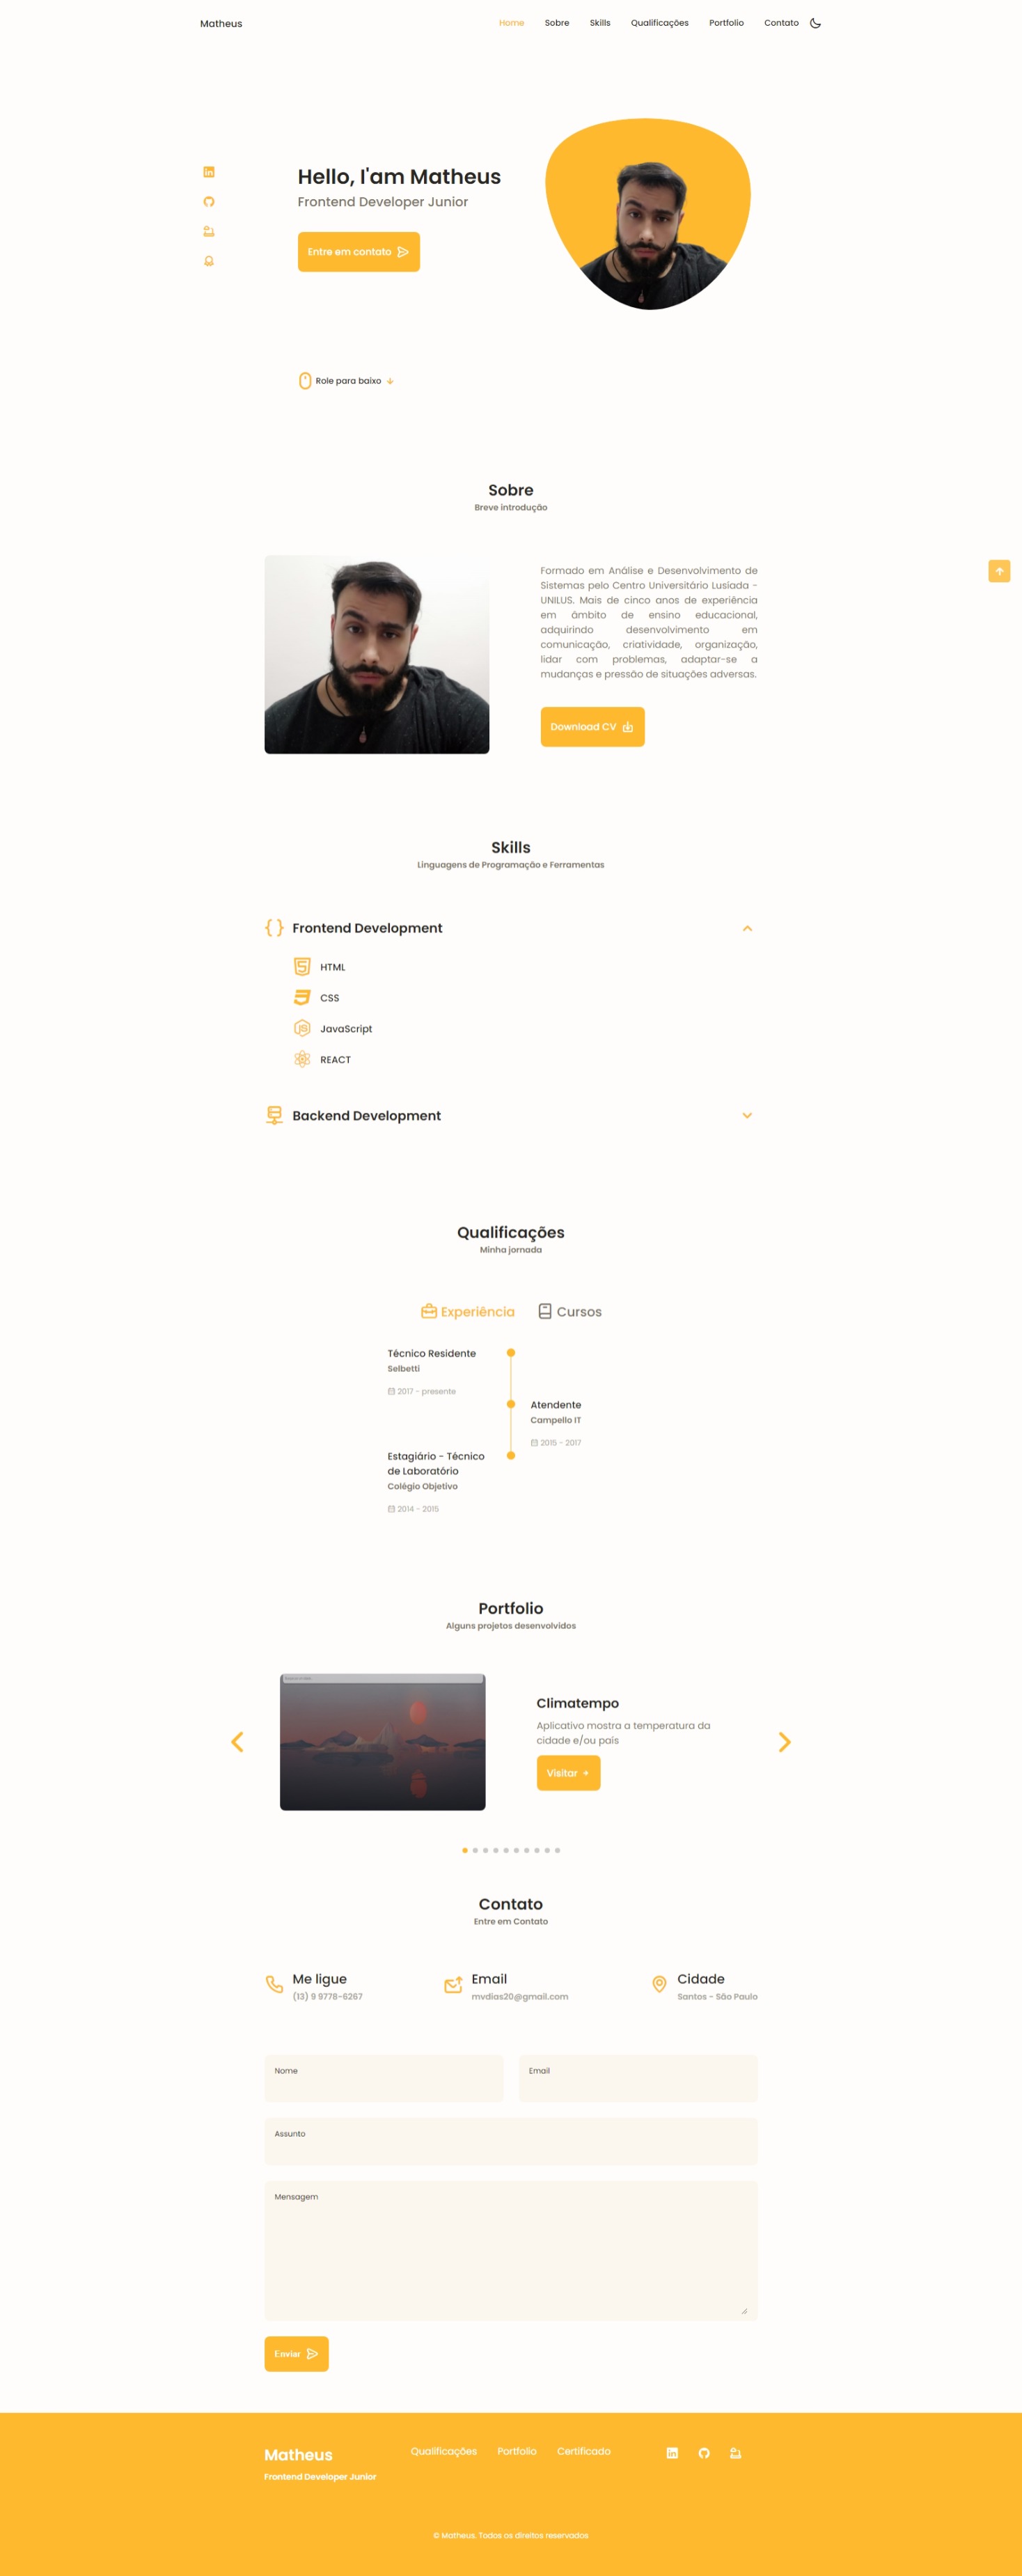 Matheus
Home Sobre Skills Qualificações Portfolio Contato
Hello, I'am Matheus
Frontend Developer Junior
Entre em contato
Role para baixo
Sobre
Breve introdução
Formado em Análise e Desenvolvimento de
Sistemas pelo Centro Universitário Lusíada -
UNILUS. Mais de cinco anos de experiência
em âmbito de ensino educacional,
adquirindo desenvolvimento em
comunicação, criatividade, organização,
lidar com problemas, adaptar-se a
mudanças e pressão de situações adversas.
Download CV
Skills
Linguagens de Programação e Ferramentas
Frontend Development
HTML
CSS
JavaScript
REACT
Backend Development
Qualificações
Minha jornada
Experiência Cursos
Técnico Residente
Selbetti
2017 - presente
Atendente
Campello IT
2015 - 2017
Estagiário - Técnico
de Laboratório
Colégio Objetivo
2014 - 2015
Portfolio
Alguns projetos desenvolvidos
Climatempo
Aplicativo mostra a temperatura da
cidade e/ou país
Visitar
Contato
Entre em Contato
Me ligue
(13) 9 9778-6267
Email
mvdias20@gmail.com
Cidade
Santos - São Paulo
Nome
Email
Assunto
Mensagem
Enviar
Matheus
Frontend Developer Junior
Qualificações Portfolio Certificado
© Matheus. Todos os direitos reservados